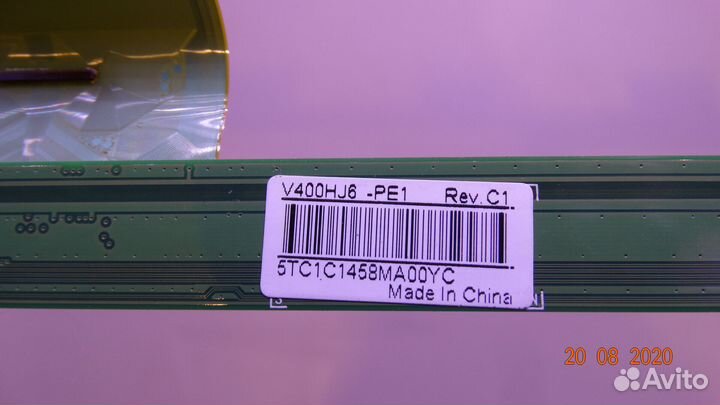 V400HJ6 -PE1 Rev.C1
5TC1C1458MA00YC
Made In China
20 08 2020
Avito